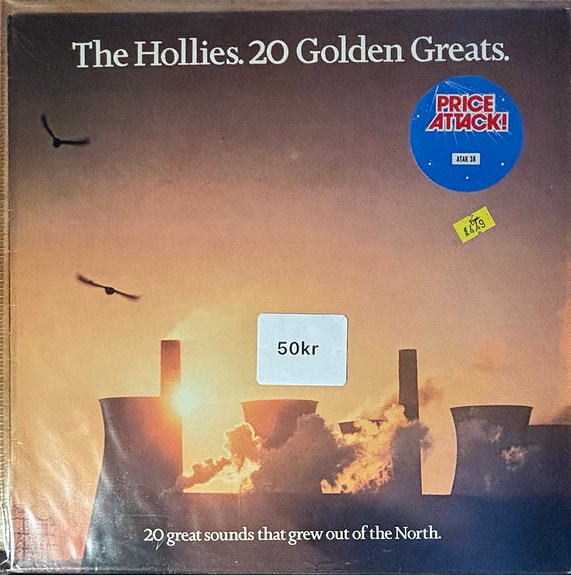 The Hollies. 20 Golden Greats.
PRICE
ATTACK!
ATAK 38
£4.49
50kr
20 great sounds that grew out of the North.